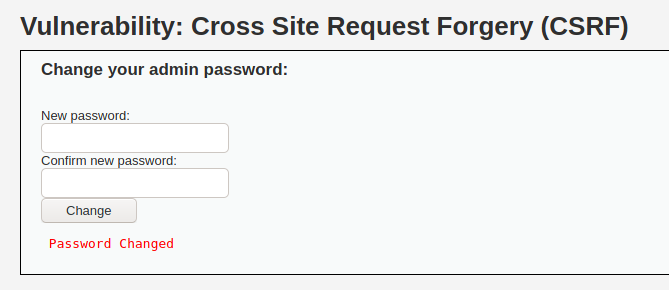 Vulnerability: Cross Site Request Forgery (CSRF)
Change your admin password:
New password:
Confirm new password:
Change
Password Changed